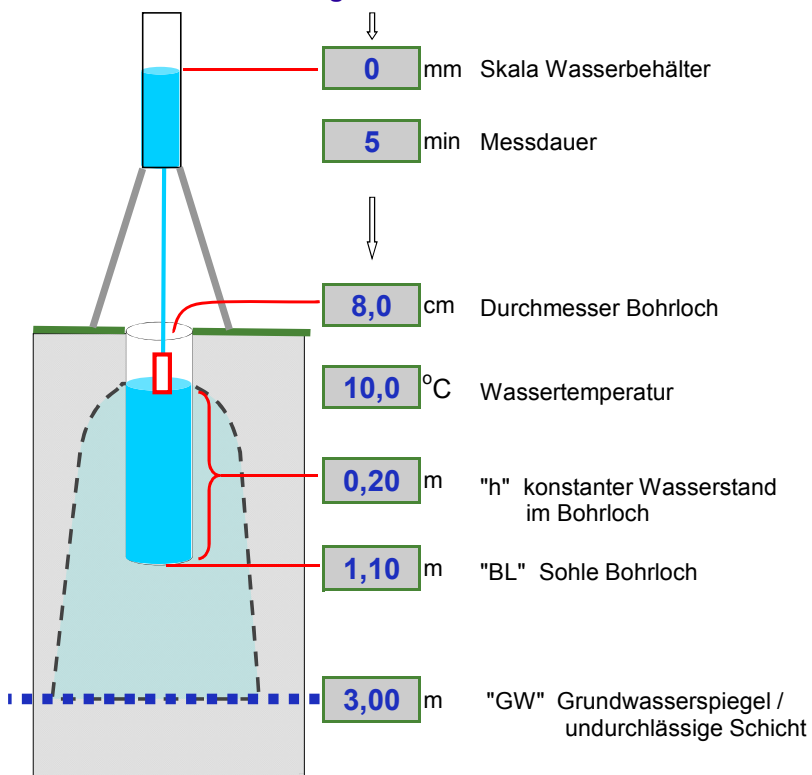 0 mm Skala Wasserbehälter
5 min Messdauer
8,0 cm Durchmesser Bohrloch
10,0 °C Wassertemperatur
0,20 m "h" konstanter Wasserstand
im Bohrloch
1,10 m "BL" Sohle Bohrloch
3,00 m "GW" Grundwasserspiegel /
undurchlässige Schicht